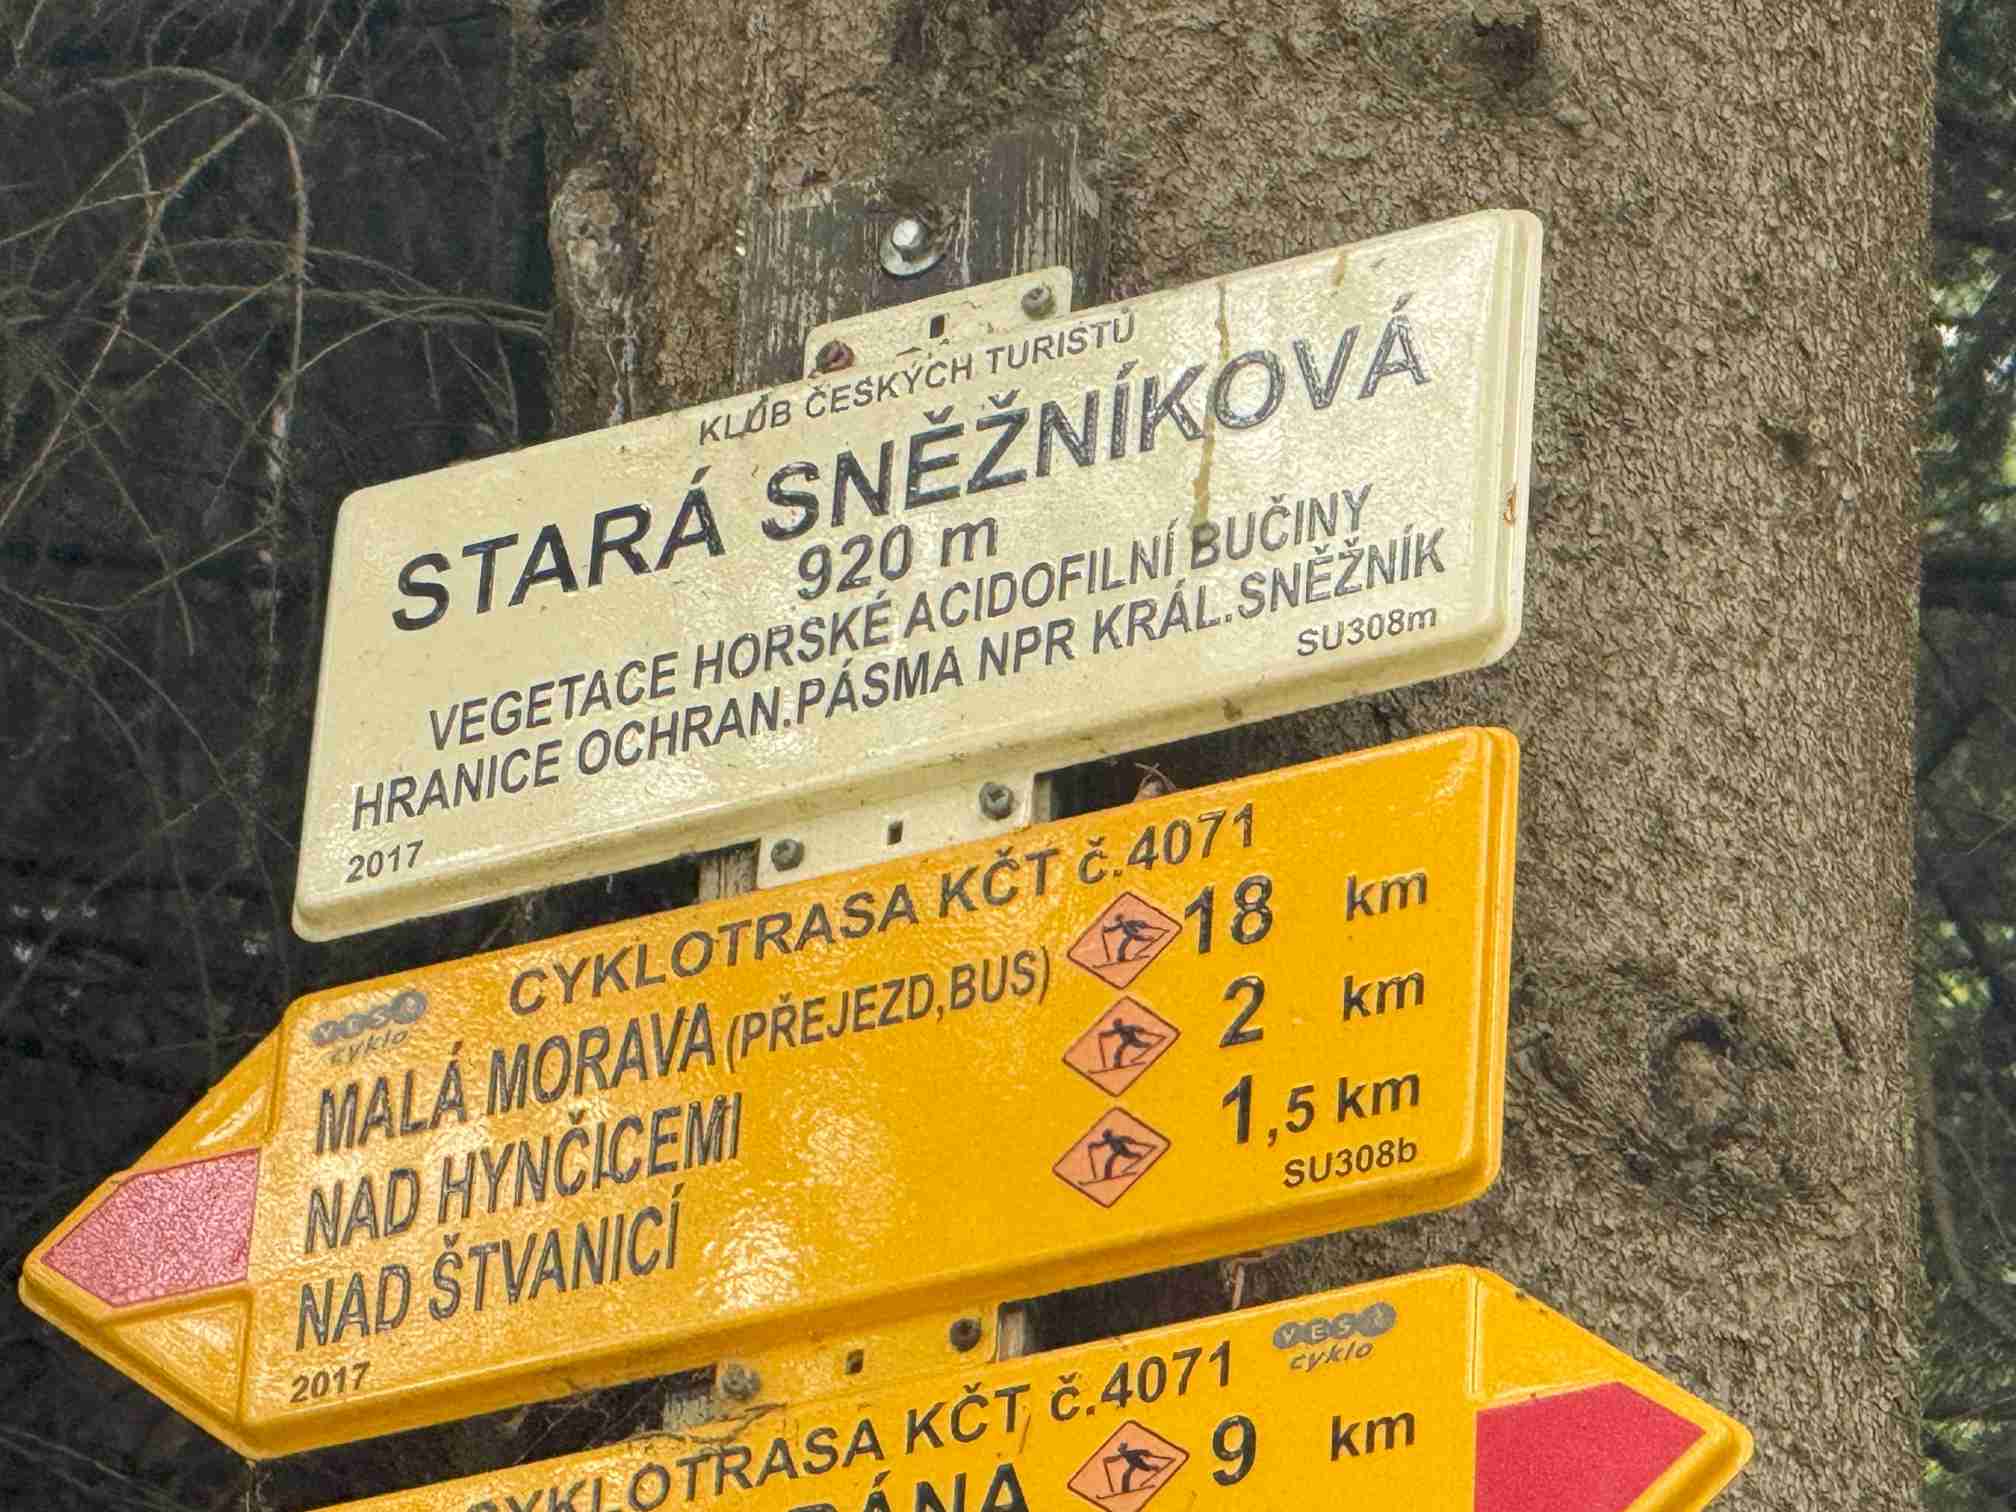 KLUB ČESKÝCH TURISTŮ
STARÁ SNĚŽNÍKOVÁ
920 m
VEGETACE HORSKÉ ACIDOFILNÍ BUČINY
HRANICE OCHRAN.PÁSMA NPR KRÁL.SNĚŽNÍK
SU308m
2017
CYKLOTRASA KČT č.4071
cyklo
MALÁ MORAVA (PŘEJEZD,BUS) 18 km
NAD HYNČICEMI 2 km
NAD ŠTVANICÍ 1,5 km
SU308b
2017
CYKLOTRASA KČT č.4071
VESA
cyklo
9 km